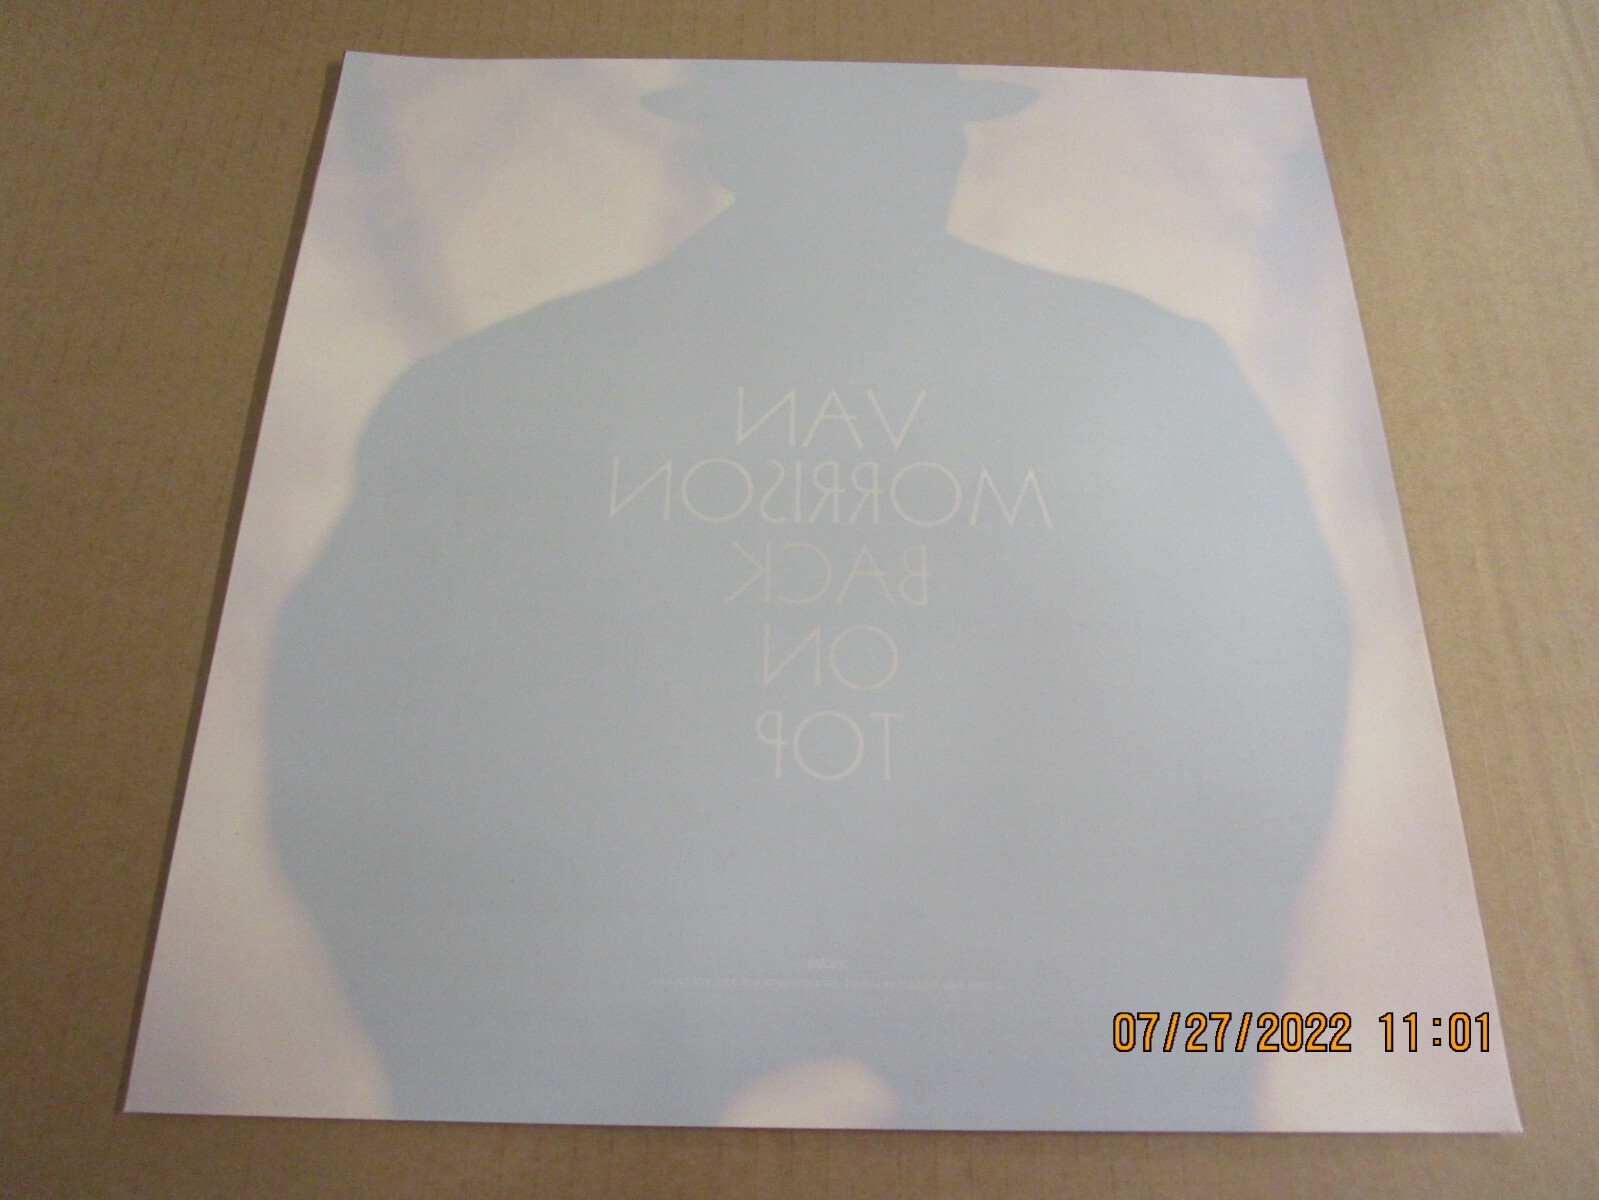 VAN
MORRISON
BACK
ON
TOP
07/27/2022 11:01